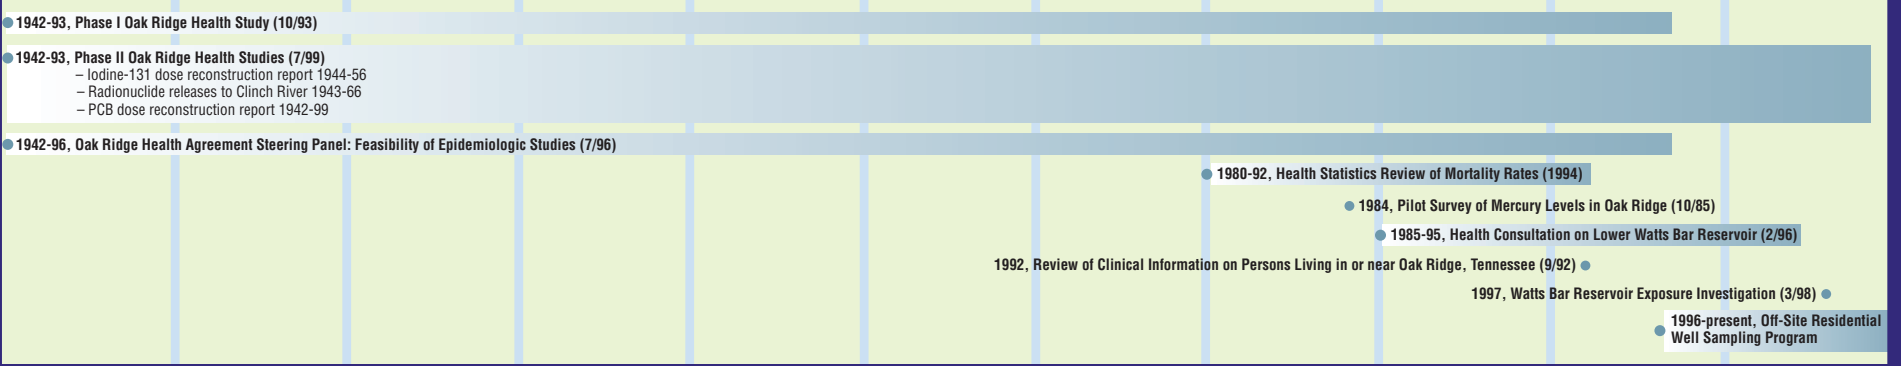 1942-93, Phase I Oak Ridge Health Study (10/93)
1942-93, Phase II Oak Ridge Health Studies (7/99)
– Iodine-131 dose reconstruction report 1944-56
– Radionuclide releases to Clinch River 1943-66
– PCB dose reconstruction report 1942-99
1942-96, Oak Ridge Health Agreement Steering Panel: Feasibility of Epidemiologic Studies (7/96)
1980-92, Health Statistics Review of Mortality Rates (1994)
1984, Pilot Survey of Mercury Levels in Oak Ridge (10/85)
1985-95, Health Consultation on Lower Watts Bar Reservoir (2/96)
1992, Review of Clinical Information on Persons Living in or near Oak Ridge, Tennessee (9/92)
1997, Watts Bar Reservoir Exposure Investigation (3/98)
1996-present, Off-Site Residential
Well Sampling Program